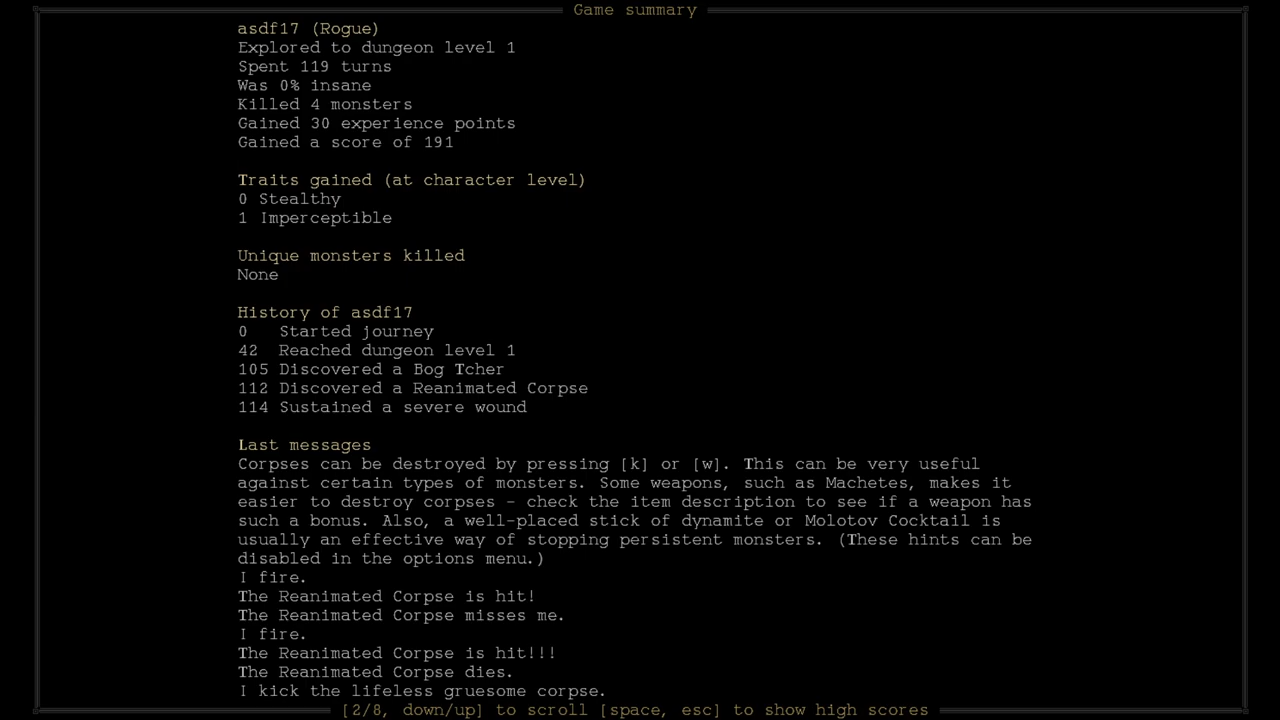 Game summary
asdf17 (Rogue)
Explored to dungeon level 1
Spent 119 turns
Was 0% insane
Killed 4 monsters
Gained 30 experience points
Gained a score of 191
Traits gained (at character level)
0 Stealthy
1 Imperceptible
Unique monsters killed
None
History of asdf17
0 Started journey
42 Reached dungeon level 1
105 Discovered a Bog Tcher
112 Discovered a Reanimated Corpse
114 Sustained a severe wound
Last messages
Corpses can be destroyed by pressing [k] or [w]. This can be very useful
against certain types of monsters. Some weapons, such as Machetes, makes it
easier to destroy corpses - check the item description to see if a weapon has
such a bonus. Also, a well-placed stick of dynamite or Molotov Cocktail is
usually an effective way of stopping persistent monsters. (These hints can be
disabled in the options menu.)
I fire.
The Reanimated Corpse is hit!
The Reanimated Corpse misses me.
I fire.
The Reanimated Corpse is hit!!!
The Reanimated Corpse dies.
I kick the lifeless gruesome corpse.
[2/8, down/up] to scroll [space, esc] to show high scores